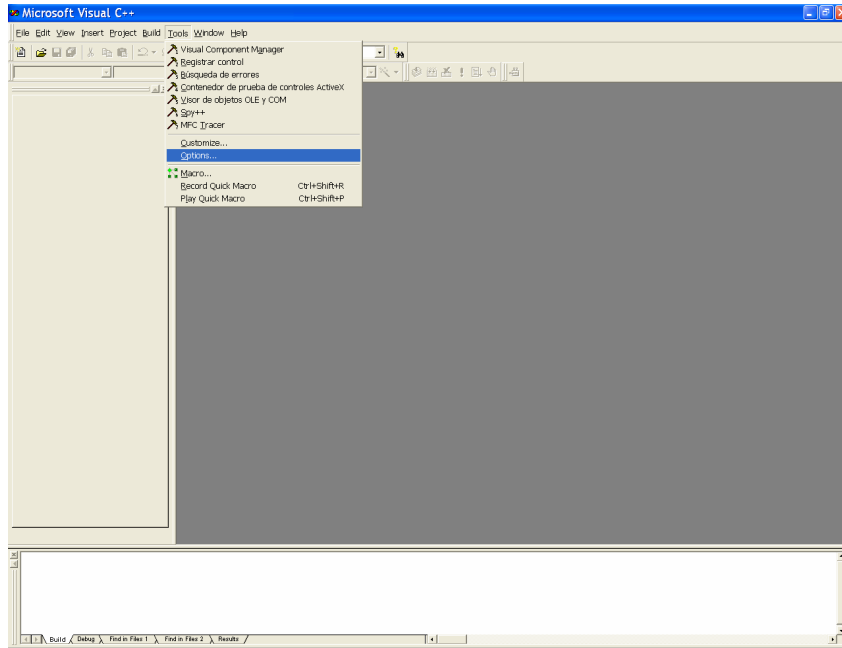 Microsoft Visual C++
File Edit View Insert Project Build Tools Window Help
Visual Component Manager
Registrar control
Búsqueda de errores
Contenedor de prueba de controles ActiveX
Visor de objetos OLE y COM
Spy++
MFC Tracer
Customize...
Options...
Macro...
Record Quick Macro Ctrl+Shift+R
Play Quick Macro Ctrl+Shift+P
Build Debug Find in Files 1 Find in Files 2 Results